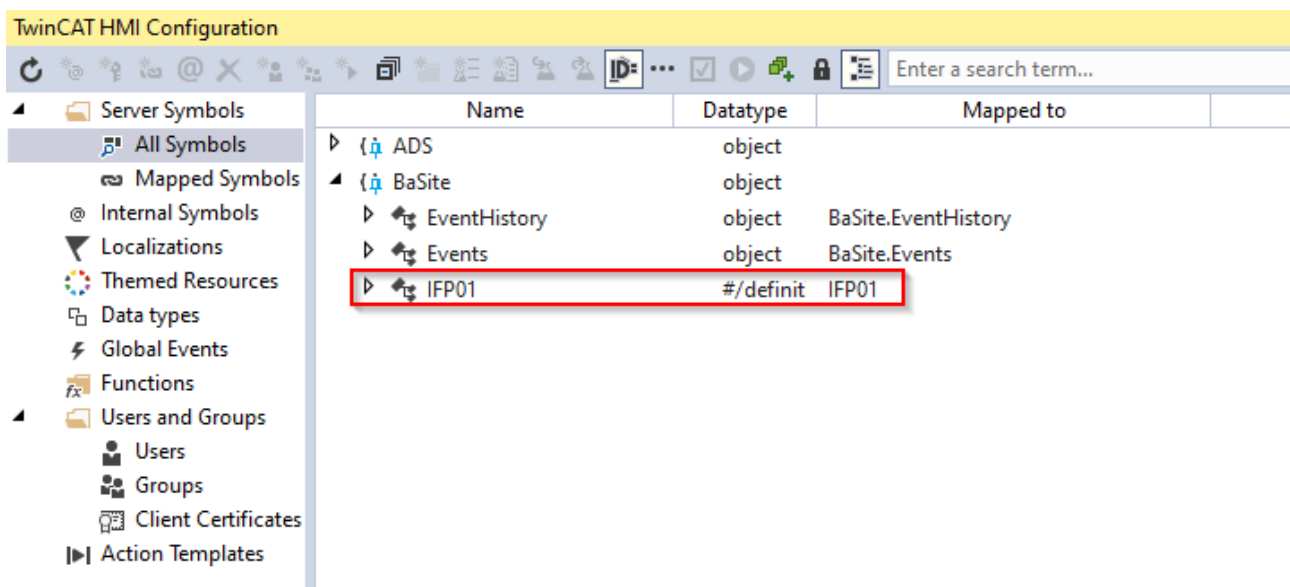 TwinCAT HMI Configuration
Enter a search term...
Server Symbols
All Symbols
Mapped Symbols
Internal Symbols
Localizations
Themed Resources
Data types
Global Events
Functions
Users and Groups
Users
Groups
Client Certificates
Action Templates
Name Datatype Mapped to
ADS object
BaSite object
EventHistory object BaSite.EventHistory
Events object BaSite.Events
IFP01 #/definit IFP01